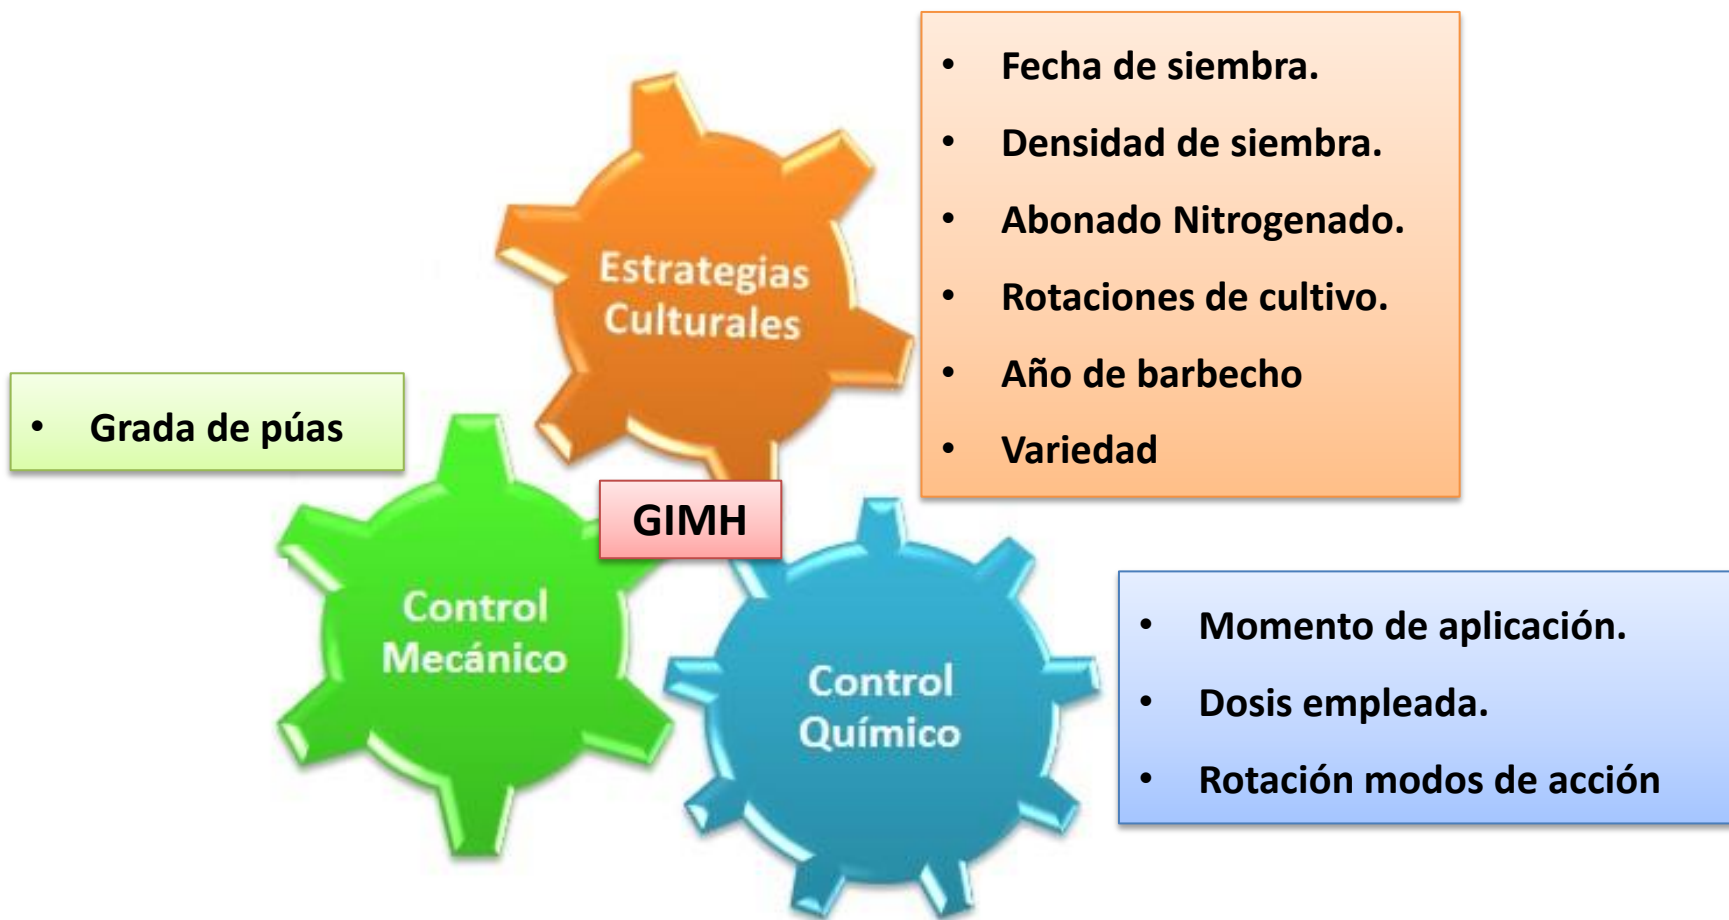 • Fecha de siembra.
• Densidad de siembra.
• Abonado Nitrogenado.
• Rotaciones de cultivo.
• Año de barbecho
• Variedad
Estrategias
Culturales
• Grada de púas
GIMH
Control
Mecánico
Control
Químico
• Momento de aplicación.
• Dosis empleada.
• Rotación modos de acción